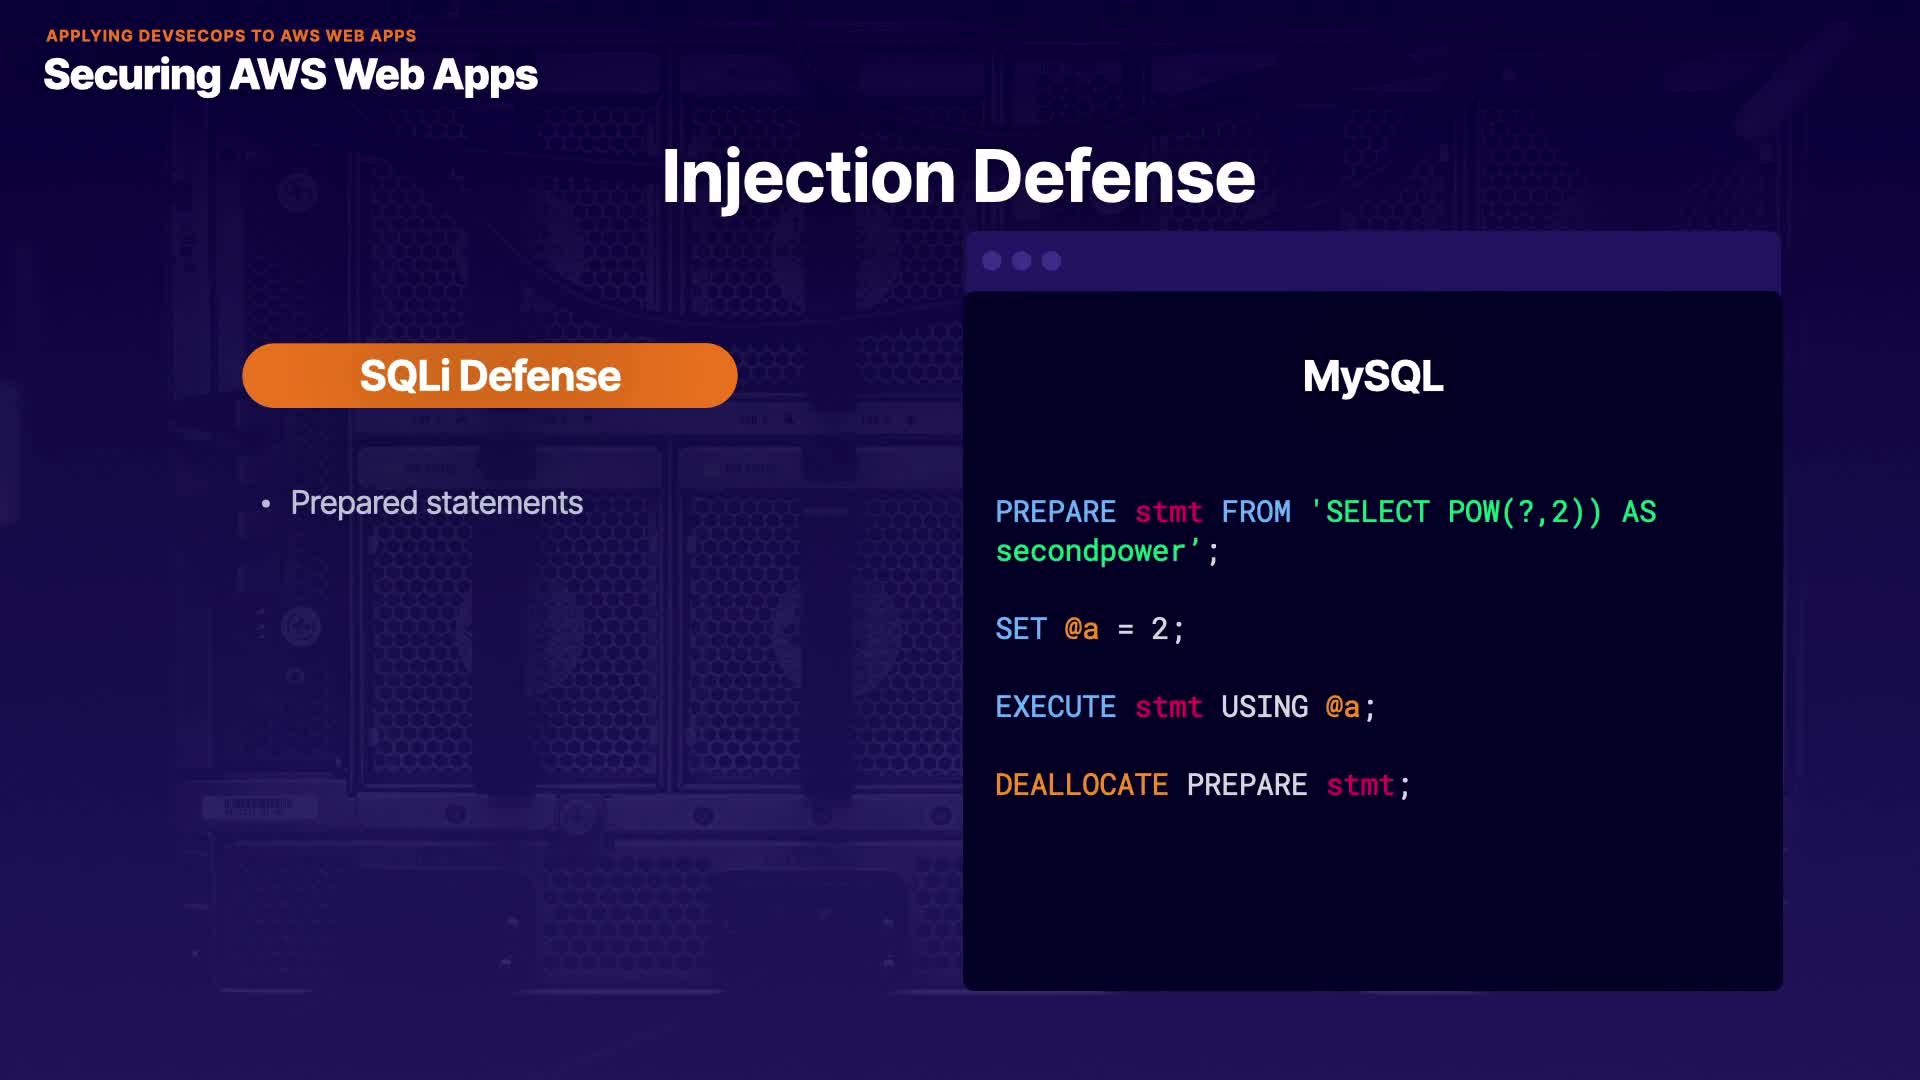 APPLYING DEVSECOPS TO AWS WEB APPS
Securing AWS Web Apps
Injection Defense
SQLi Defense
• Prepared statements
MySQL
PREPARE stmt FROM 'SELECT POW(?,2)) AS
secondpower’;
SET @a = 2;
EXECUTE stmt USING @a;
DEALLOCATE PREPARE stmt;